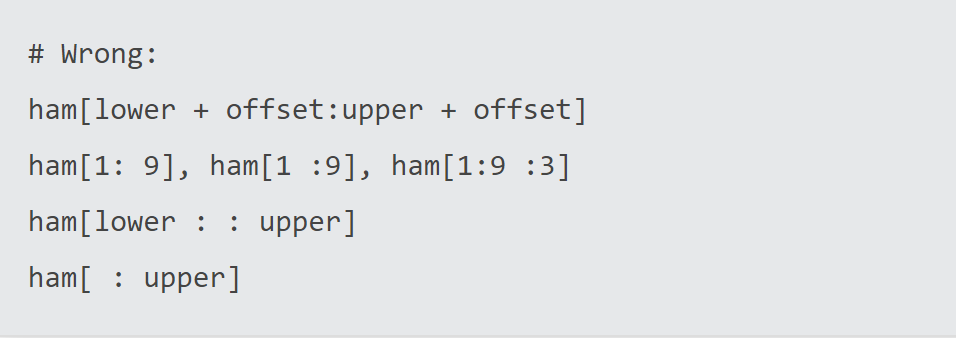 # Wrong:
ham[lower + offset:upper + offset]
ham[1: 9], ham[1 :9], ham[1:9 :3]
ham[lower : : upper]
ham[ : upper]